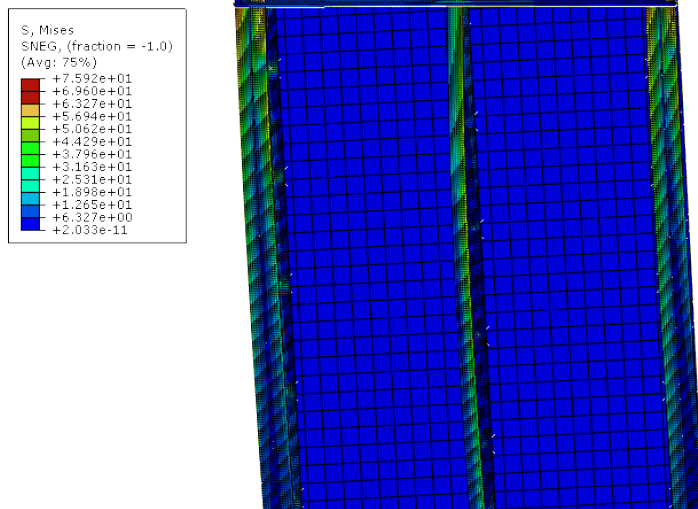 S, Mises
SNEG, (fraction = -1.0)
(Avg: 75%)
+7.592e+01
+6.960e+01
+6.327e+01
+5.694e+01
+5.062e+01
+4.429e+01
+3.796e+01
+3.163e+01
+2.531e+01
+1.898e+01
+1.265e+01
+6.327e+00
+2.033e-11